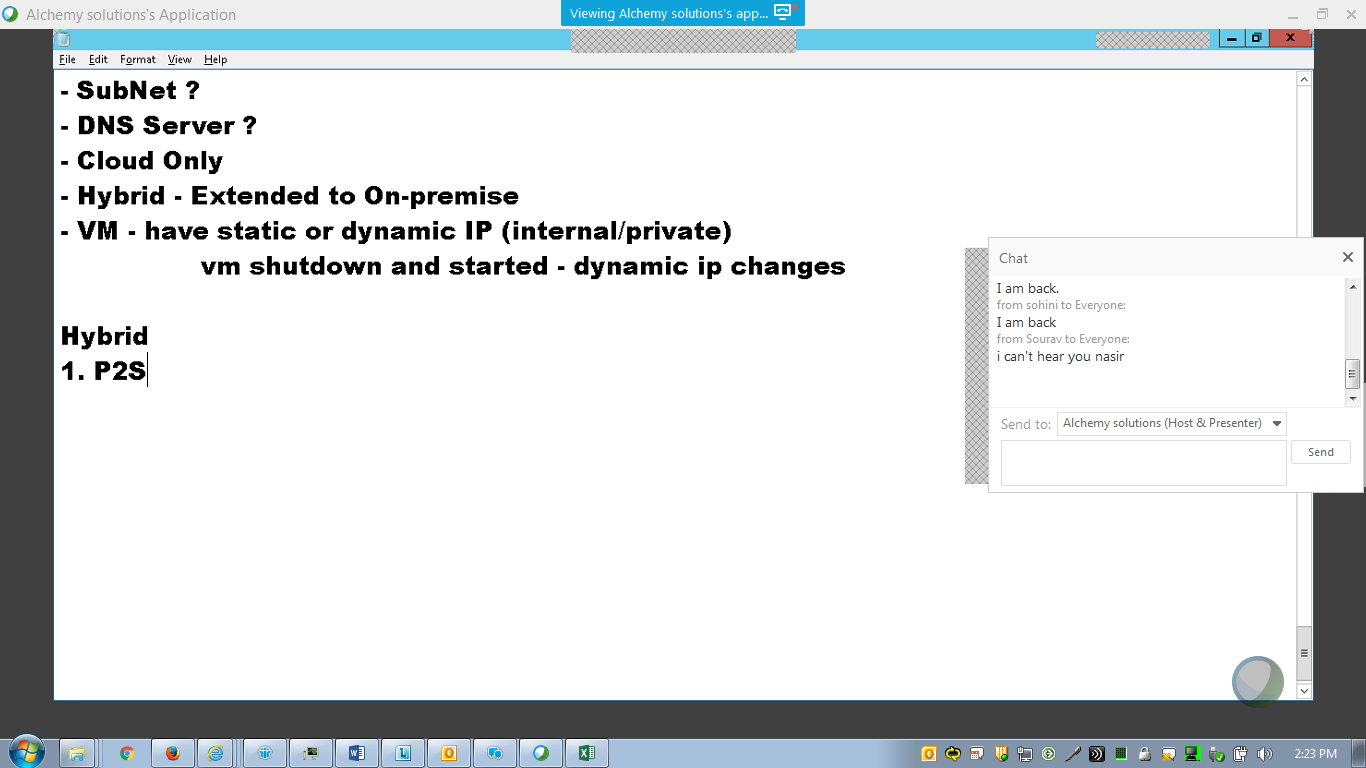 Alchemy solutions's Application
Viewing Alchemy solutions's app...
File Edit Format View Help
- SubNet ?
- DNS Server ?
- Cloud Only
- Hybrid - Extended to On-premise
- VM - have static or dynamic IP (internal/private)
vm shutdown and started - dynamic ip changes
Hybrid
1. P2S
Chat
I am back.
from sohini to Everyone:
I am back
from Sourav to Everyone:
i can't hear you nasir
Send to: Alchemy solutions (Host & Presenter)
Send
2:23 PM